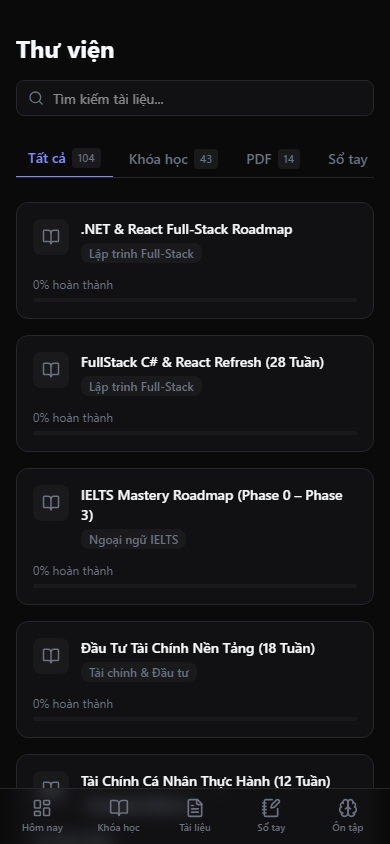 Thư viện
Tìm kiếm tài liệu...
Tất cả 104 Khóa học 43 PDF 14 Sổ tay
.NET & React Full-Stack Roadmap
Lập trình Full-Stack
0% hoàn thành
FullStack C# & React Refresh (28 Tuần)
Lập trình Full-Stack
0% hoàn thành
IELTS Mastery Roadmap (Phase 0 – Phase
3)
Ngoại ngữ IELTS
0% hoàn thành
Đầu Tư Tài Chính Nền Tảng (18 Tuần)
Tài chính & Đầu tư
0% hoàn thành
Tài Chính Cá Nhân Thực Hành (12 Tuần)
Hôm nay Khóa học Tài liệu Sổ tay Ôn tập